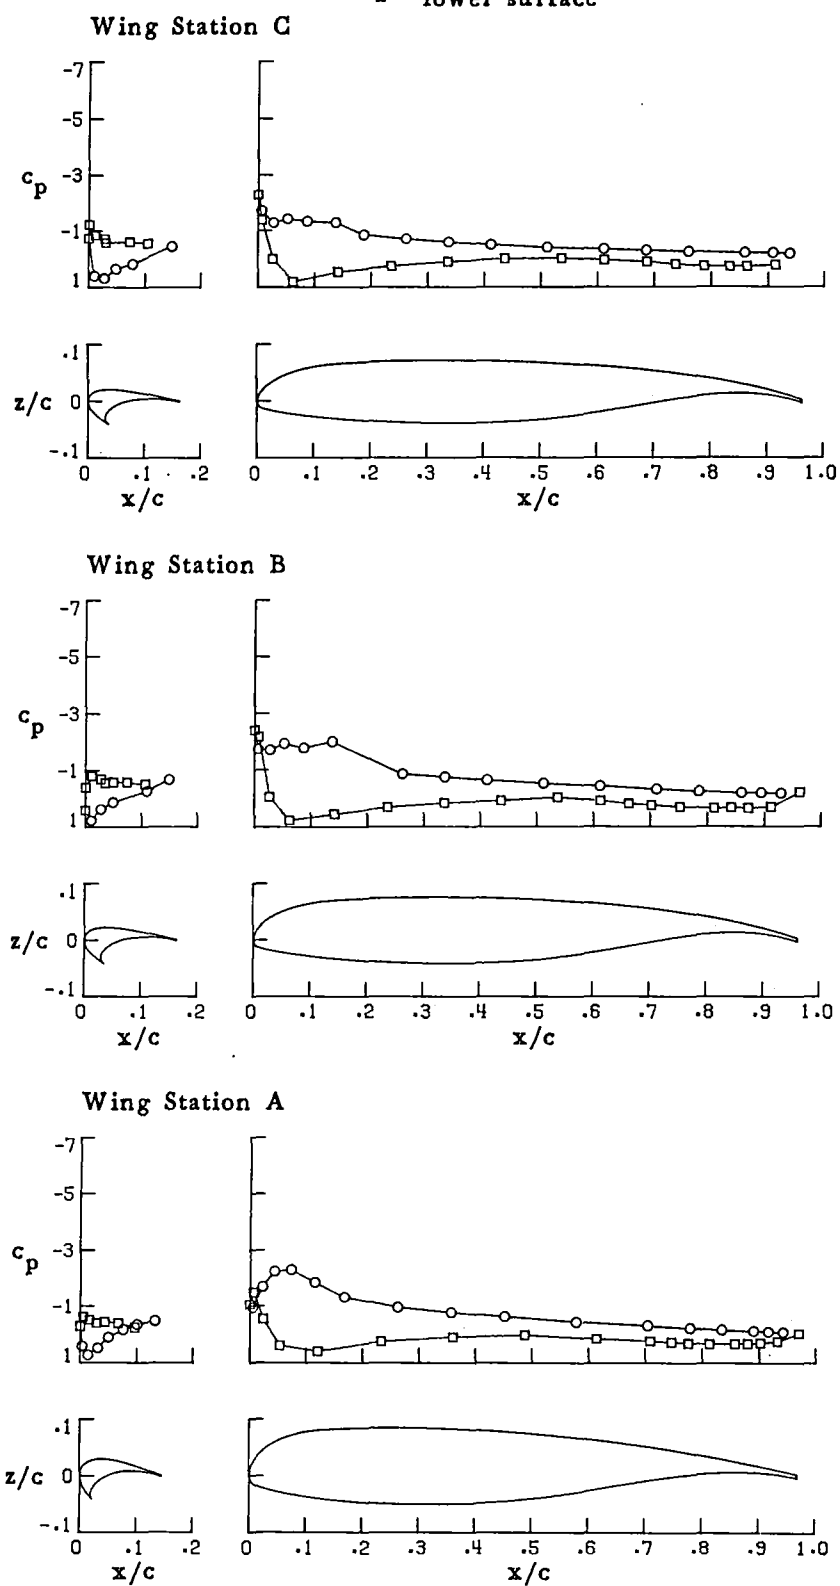 lower surface
Wing Station C
-7
-5
-3
cp
-1
1
.1
z/c 0
-.1
0 .1 .2 0 .1 .2 .3 .4 .5 .6 .7 .8 .9 1.0
x/c x/c
Wing Station B
-7
-5
-3
cp
-1
1
.1
z/c 0
-.1
0 .1 .2 0 .1 .2 .3 .4 .5 .6 .7 .8 .9 1.0
x/c x/c
Wing Station A
-7
-5
-3
cp
-1
1
.1
z/c 0
-.1
0 .1 .2 0 .1 .2 .3 .4 .5 .6 .7 .8 .9 1.0
x/c x/c